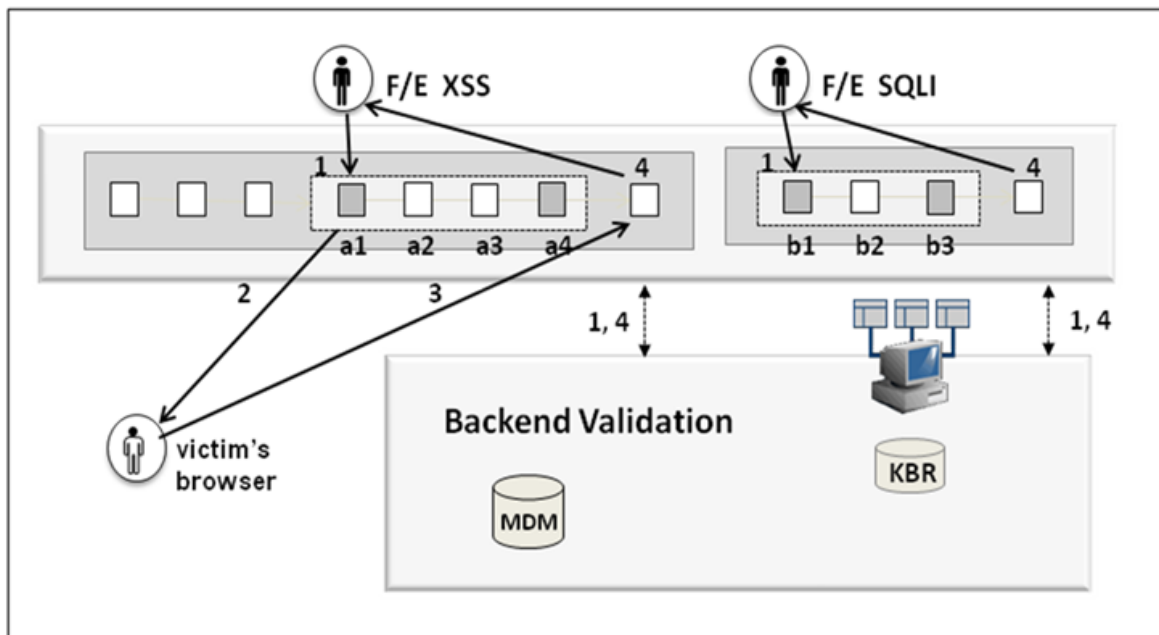 F/E XSS
F/E SQLI
1
4
1
4
a1 a2 a3 a4
b1 b2 b3
2
3
1, 4
1, 4
Backend Validation
victim's
browser
KBR
MDM